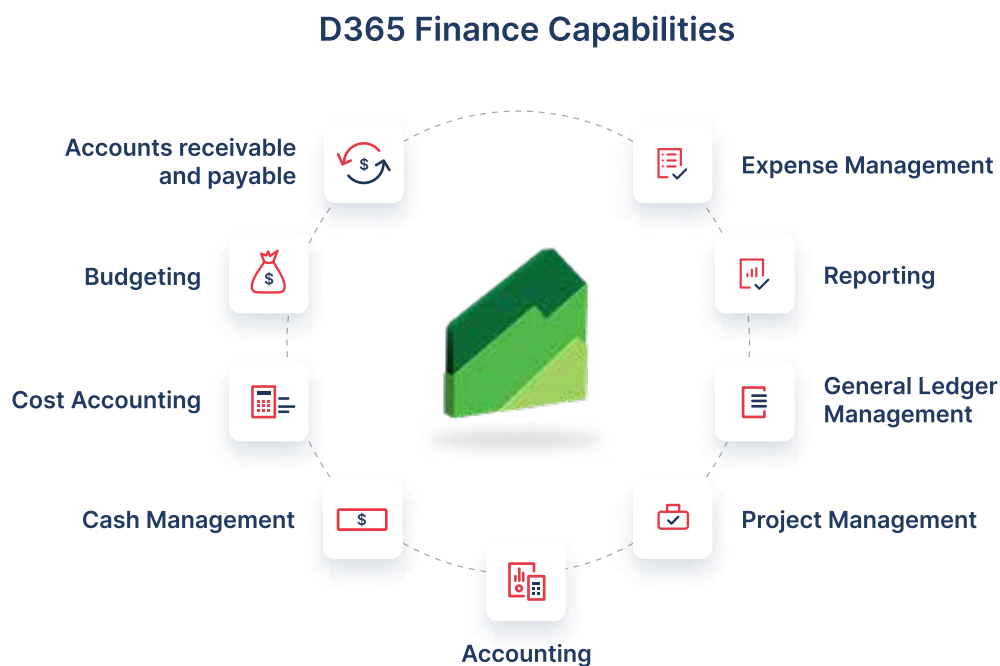 D365 Finance Capabilities
Accounts receivable
and payable
Expense Management
Budgeting
Reporting
Cost Accounting
General Ledger
Management
Cash Management
Project Management
Accounting
$
$
$